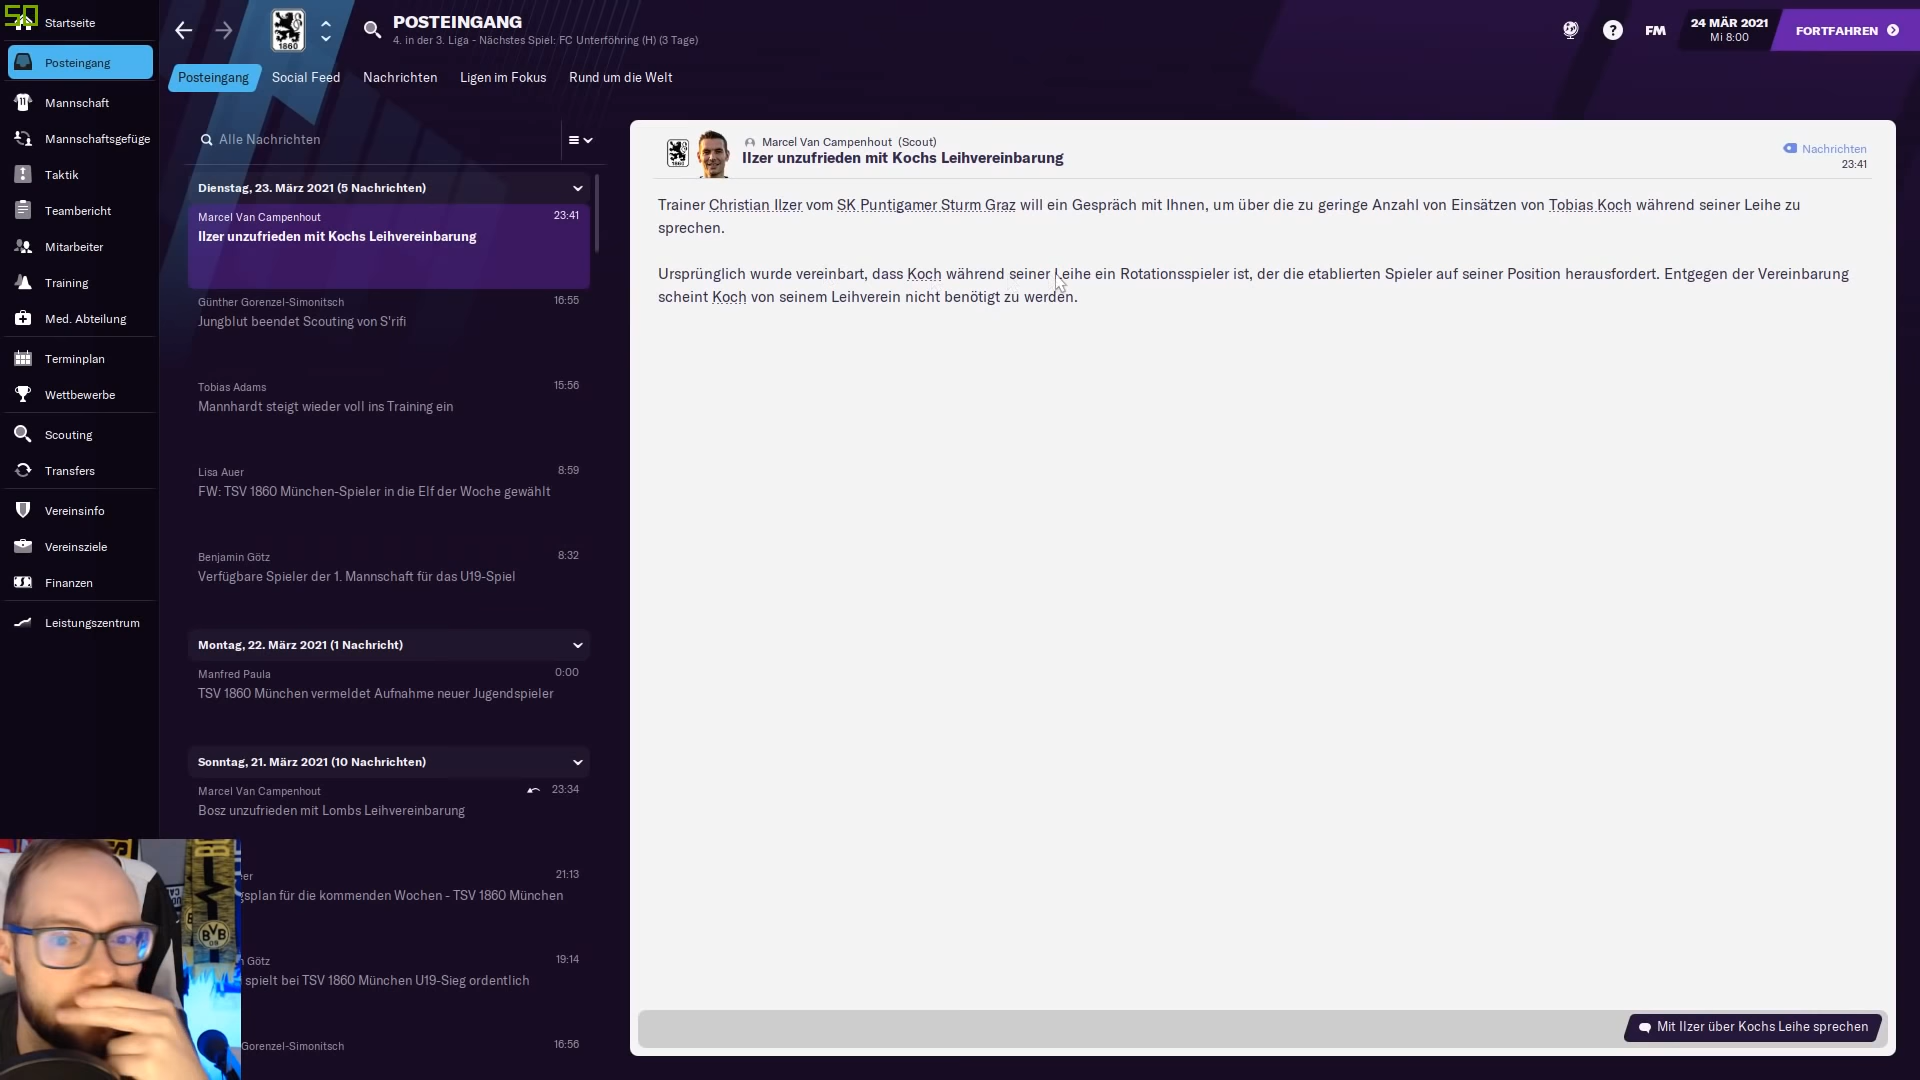 50
Startseite
Posteingang
Mannschaft
Mannschaftsgefüge
Taktik
Teambericht
Mitarbeiter
Training
Med. Abteilung
Terminplan
Wettbewerbe
Scouting
Transfers
Vereinsinfo
Vereinsziele
Finanzen
Leistungszentrum
1860
POSTEINGANG
4. in der 3. Liga - Nächstes Spiel: FC Unterföhring (H) (3 Tage)
?
FM
24 MÄR 2021
Mi 8:00
FORTFAHREN
Posteingang
Social Feed
Nachrichten
Ligen im Fokus
Rund um die Welt
Alle Nachrichten
Dienstag, 23. März 2021 (5 Nachrichten)
Marcel Van Campenhout 23:41
Ilzer unzufrieden mit Kochs Leihvereinbarung
Günther Gorenzel-Simonitsch 16:55
Jungblut beendet Scouting von S'rifi
Tobias Adams 15:56
Mannhardt steigt wieder voll ins Training ein
Lisa Auer 8:59
FW: TSV 1860 München-Spieler in die Elf der Woche gewählt
Benjamin Götz 8:32
Verfügbare Spieler der 1. Mannschaft für das U19-Spiel
Montag, 22. März 2021 (1 Nachricht)
Manfred Paula 0:00
TSV 1860 München vermeldet Aufnahme neuer Jugendspieler
Sonntag, 21. März 2021 (10 Nachrichten)
Marcel Van Campenhout 23:34
Bosz unzufrieden mit Lombs Leihvereinbarung
er 21:13
gsplan für die kommenden Wochen - TSV 1860 München
n Götz 19:14
spielt bei TSV 1860 München U19-Sieg ordentlich
Gorenzel-Simonitsch 16:56
1860
Marcel Van Campenhout (Scout)
Ilzer unzufrieden mit Kochs Leihvereinbarung
Nachrichten
23:41
Trainer Christian Ilzer vom SK Puntigamer Sturm Graz will ein Gespräch mit Ihnen, um über die zu geringe Anzahl von Einsätzen von Tobias Koch während seiner Leihe zu
sprechen.
Ursprünglich wurde vereinbart, dass Koch während seiner Leihe ein Rotationsspieler ist, der die etablierten Spieler auf seiner Position herausfordert. Entgegen der Vereinbarung
scheint Koch von seinem Leihverein nicht benötigt zu werden.
Mit Ilzer über Kochs Leihe sprechen
BVB
09